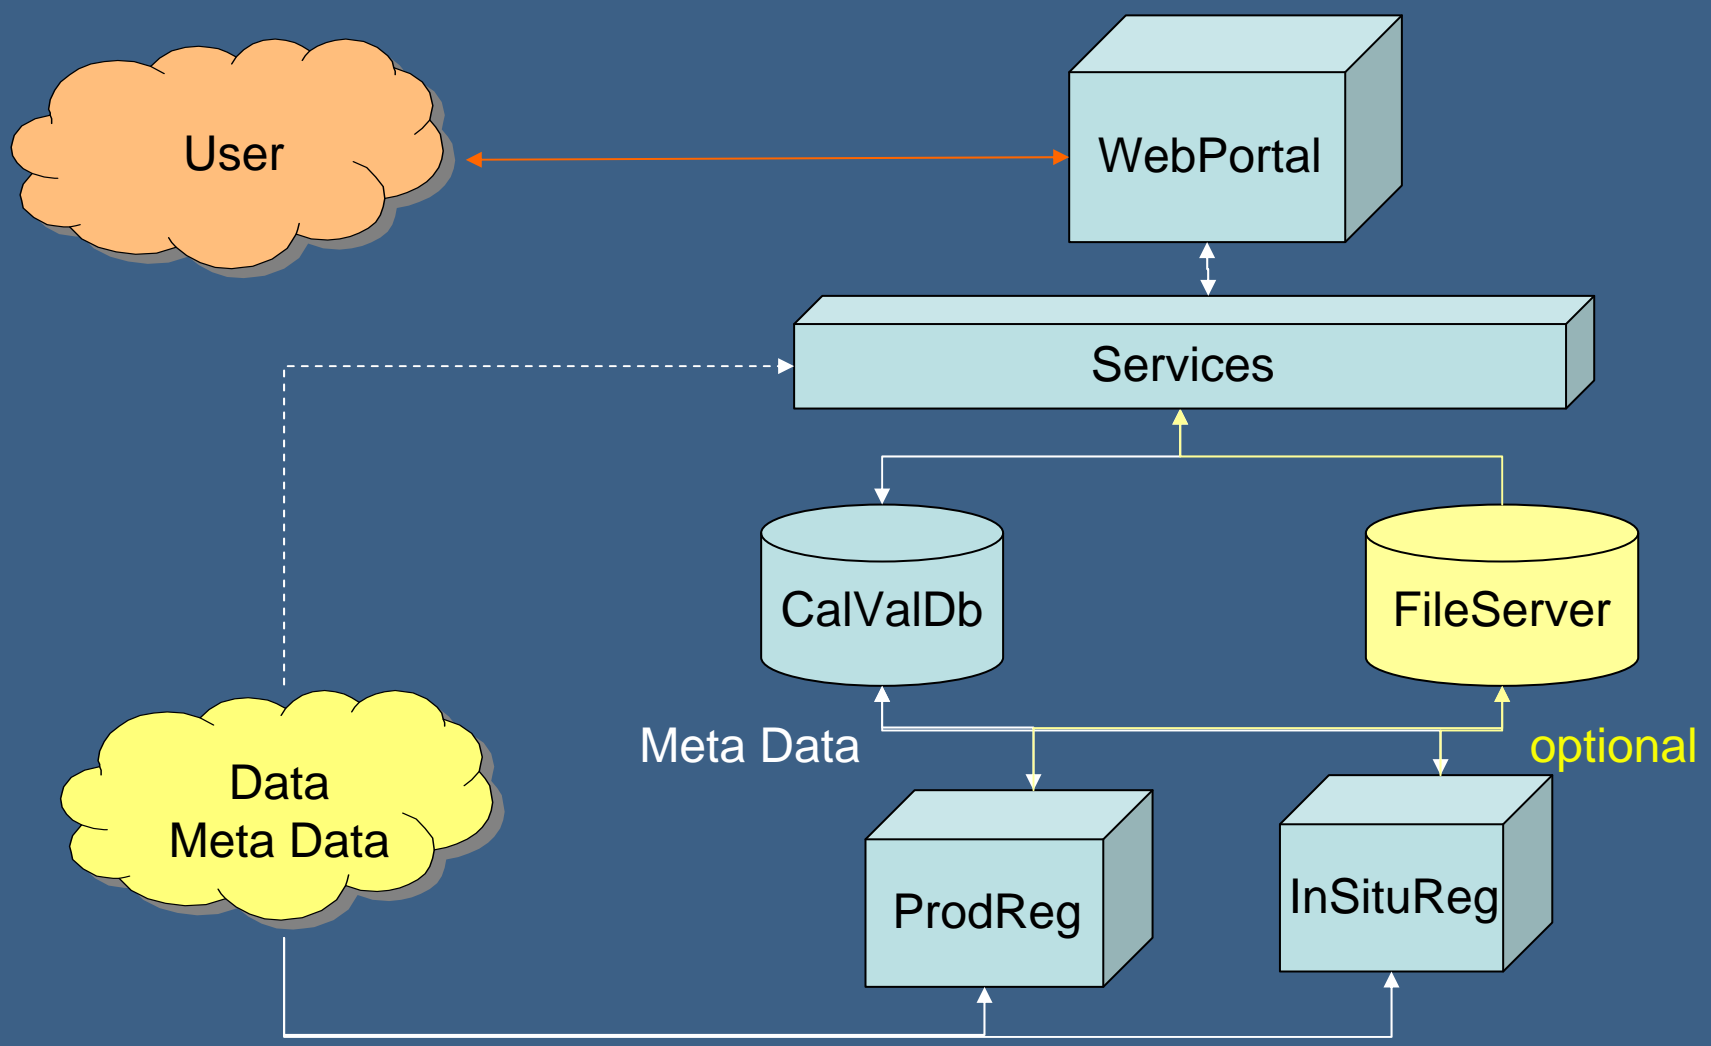 User
WebPortal
Services
CalValDb
FileServer
Meta Data
optional
Data
Meta Data
ProdReg
InSituReg